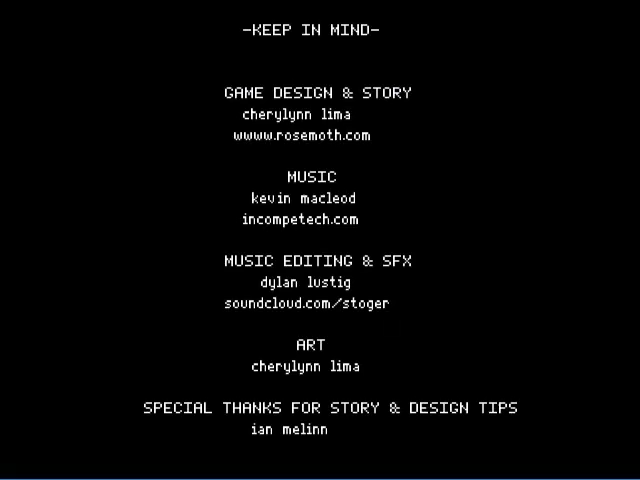 -KEEP IN MIND-
GAME DESIGN & STORY
cherylynn lima
wwww.rosemoth.com
MUSIC
kevin macleod
incompetech.com
MUSIC EDITING & SFX
dylan lustig
soundcloud.com/stoger
ART
cherylynn lima
SPECIAL THANKS FOR STORY & DESIGN TIPS
ian melinn